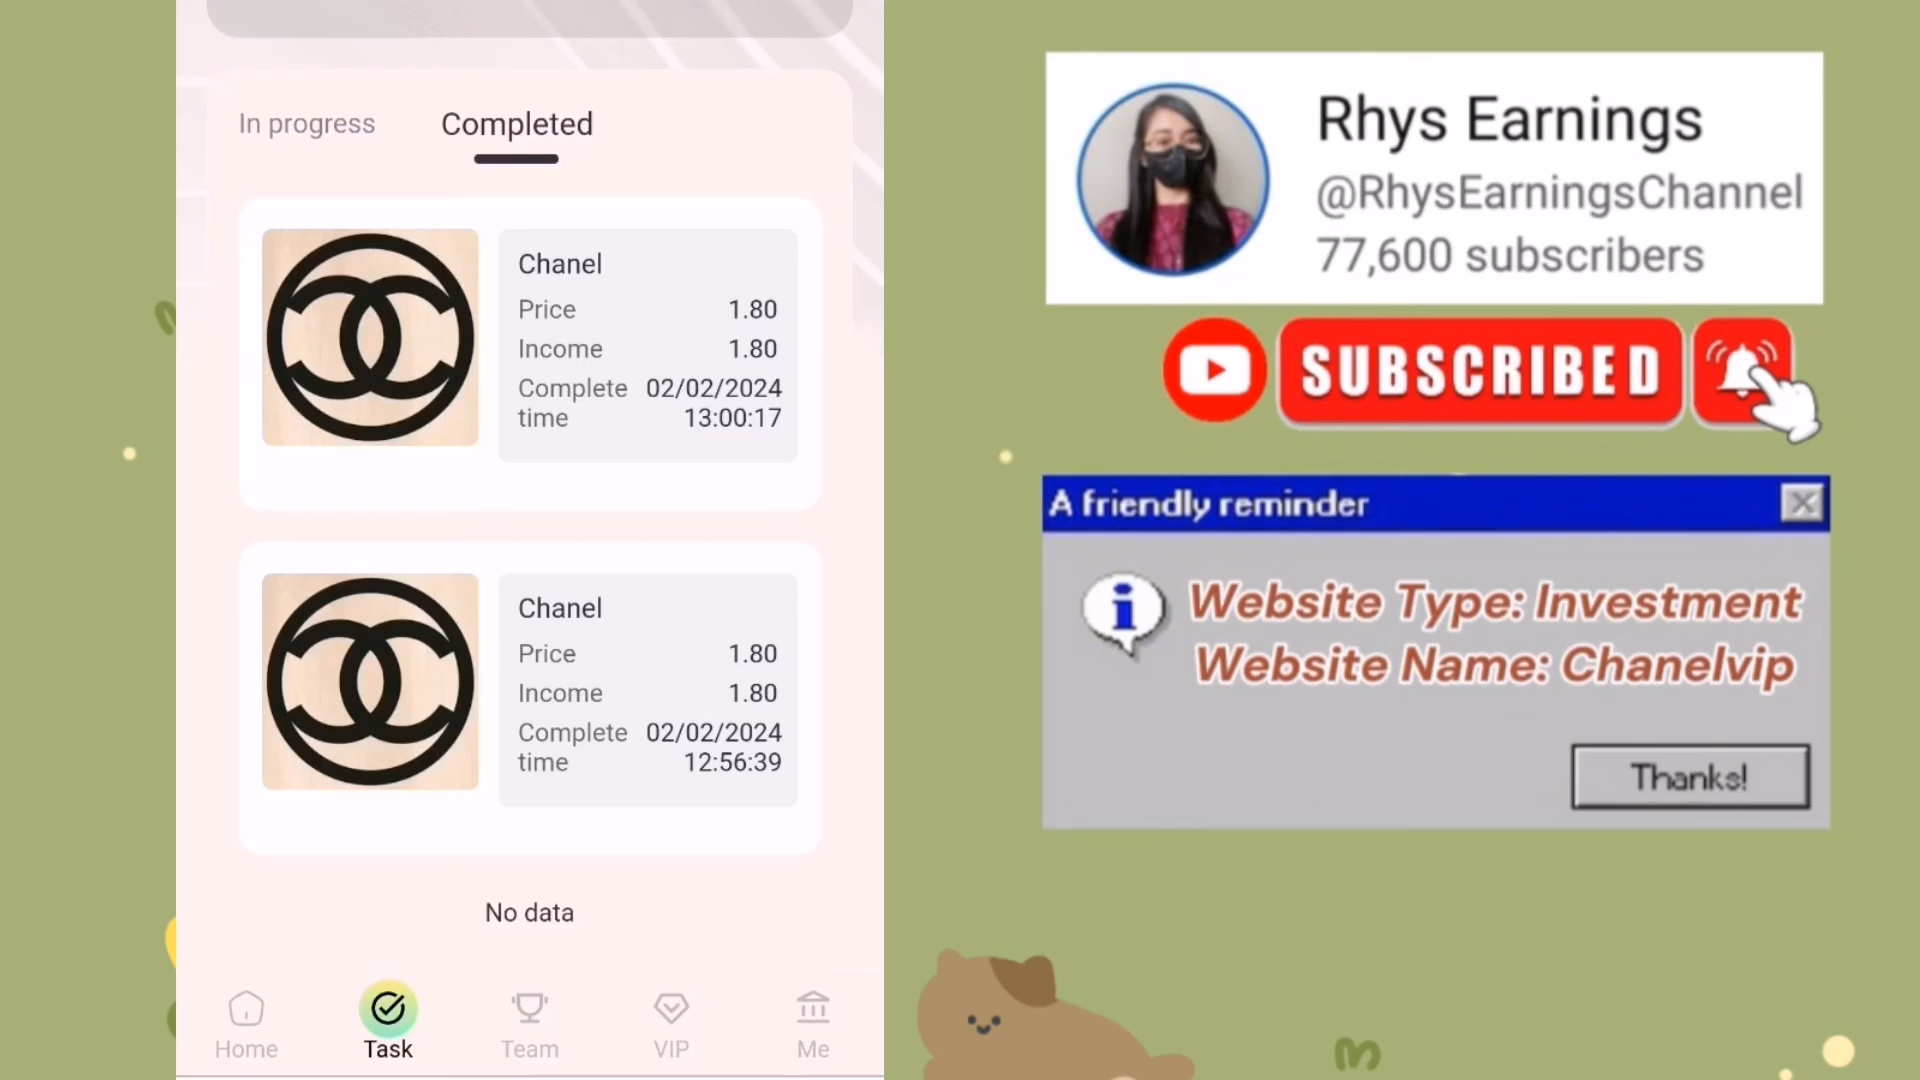 In progress
Completed
Chanel
Price 1.80
Income 1.80
Complete 02/02/2024
time 13:00:17
Chanel
Price 1.80
Income 1.80
Complete 02/02/2024
time 12:56:39
No data
Home
Task
Team
VIP
Me
Rhys Earnings
@RhysEarningsChannel
77,600 subscribers
SUBSCRIBED
A friendly reminder
Website Type: Investment
Website Name: Chanelvip
Thanks!